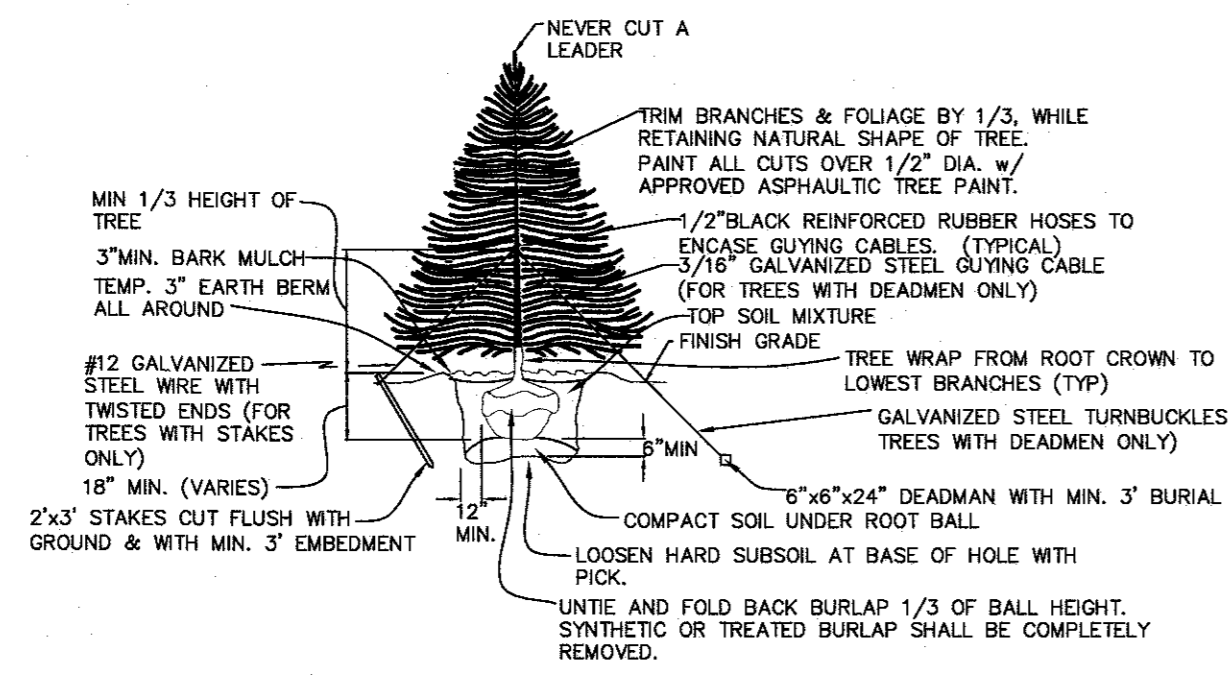 NEVER CUT A
LEADER
TRIM BRANCHES & FOLIAGE BY 1/3, WHILE
RETAINING NATURAL SHAPE OF TREE.
PAINT ALL CUTS OVER 1/2" DIA. w/
APPROVED ASPHAULTIC TREE PAINT.
MIN 1/3 HEIGHT OF
TREE
1/2"BLACK REINFORCED RUBBER HOSES TO
ENCASE GUYING CABLES. (TYPICAL)
3"MIN. BARK MULCH
3/16" GALVANIZED STEEL GUYING CABLE
(FOR TREES WITH DEADMEN ONLY)
TEMP. 3" EARTH BERM
ALL AROUND
TOP SOIL MIXTURE
FINISH GRADE
#12 GALVANIZED
STEEL WIRE WITH
TWISTED ENDS (FOR
TREES WITH STAKES
ONLY)
TREE WRAP FROM ROOT CROWN TO
LOWEST BRANCHES (TYP)
GALVANIZED STEEL TURNBUCKLES
TREES WITH DEADMEN ONLY)
6"MIN
18" MIN. (VARIES)
6"x6"x24" DEADMAN WITH MIN. 3' BURIAL
2'x3' STAKES CUT FLUSH WITH
GROUND & WITH MIN. 3' EMBEDMENT
12"
MIN.
COMPACT SOIL UNDER ROOT BALL
LOOSEN HARD SUBSOIL AT BASE OF HOLE WITH
PICK.
UNTIE AND FOLD BACK BURLAP 1/3 OF BALL HEIGHT.
SYNTHETIC OR TREATED BURLAP SHALL BE COMPLETELY
REMOVED.